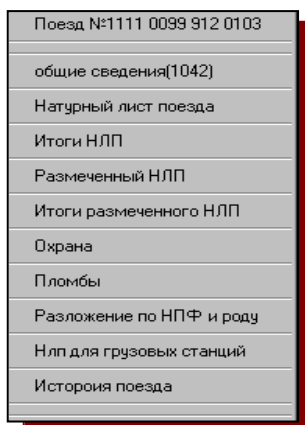 Поезд №1111 0099 912 0103
общие сведения(1042)
Натурный лист поезда
Итоги НЛП
Размеченный НЛП
Итоги размеченного НЛП
Охрана
Пломбы
Разложение по НПФ и роду
Нлп для грузовых станций
Истороия поезда